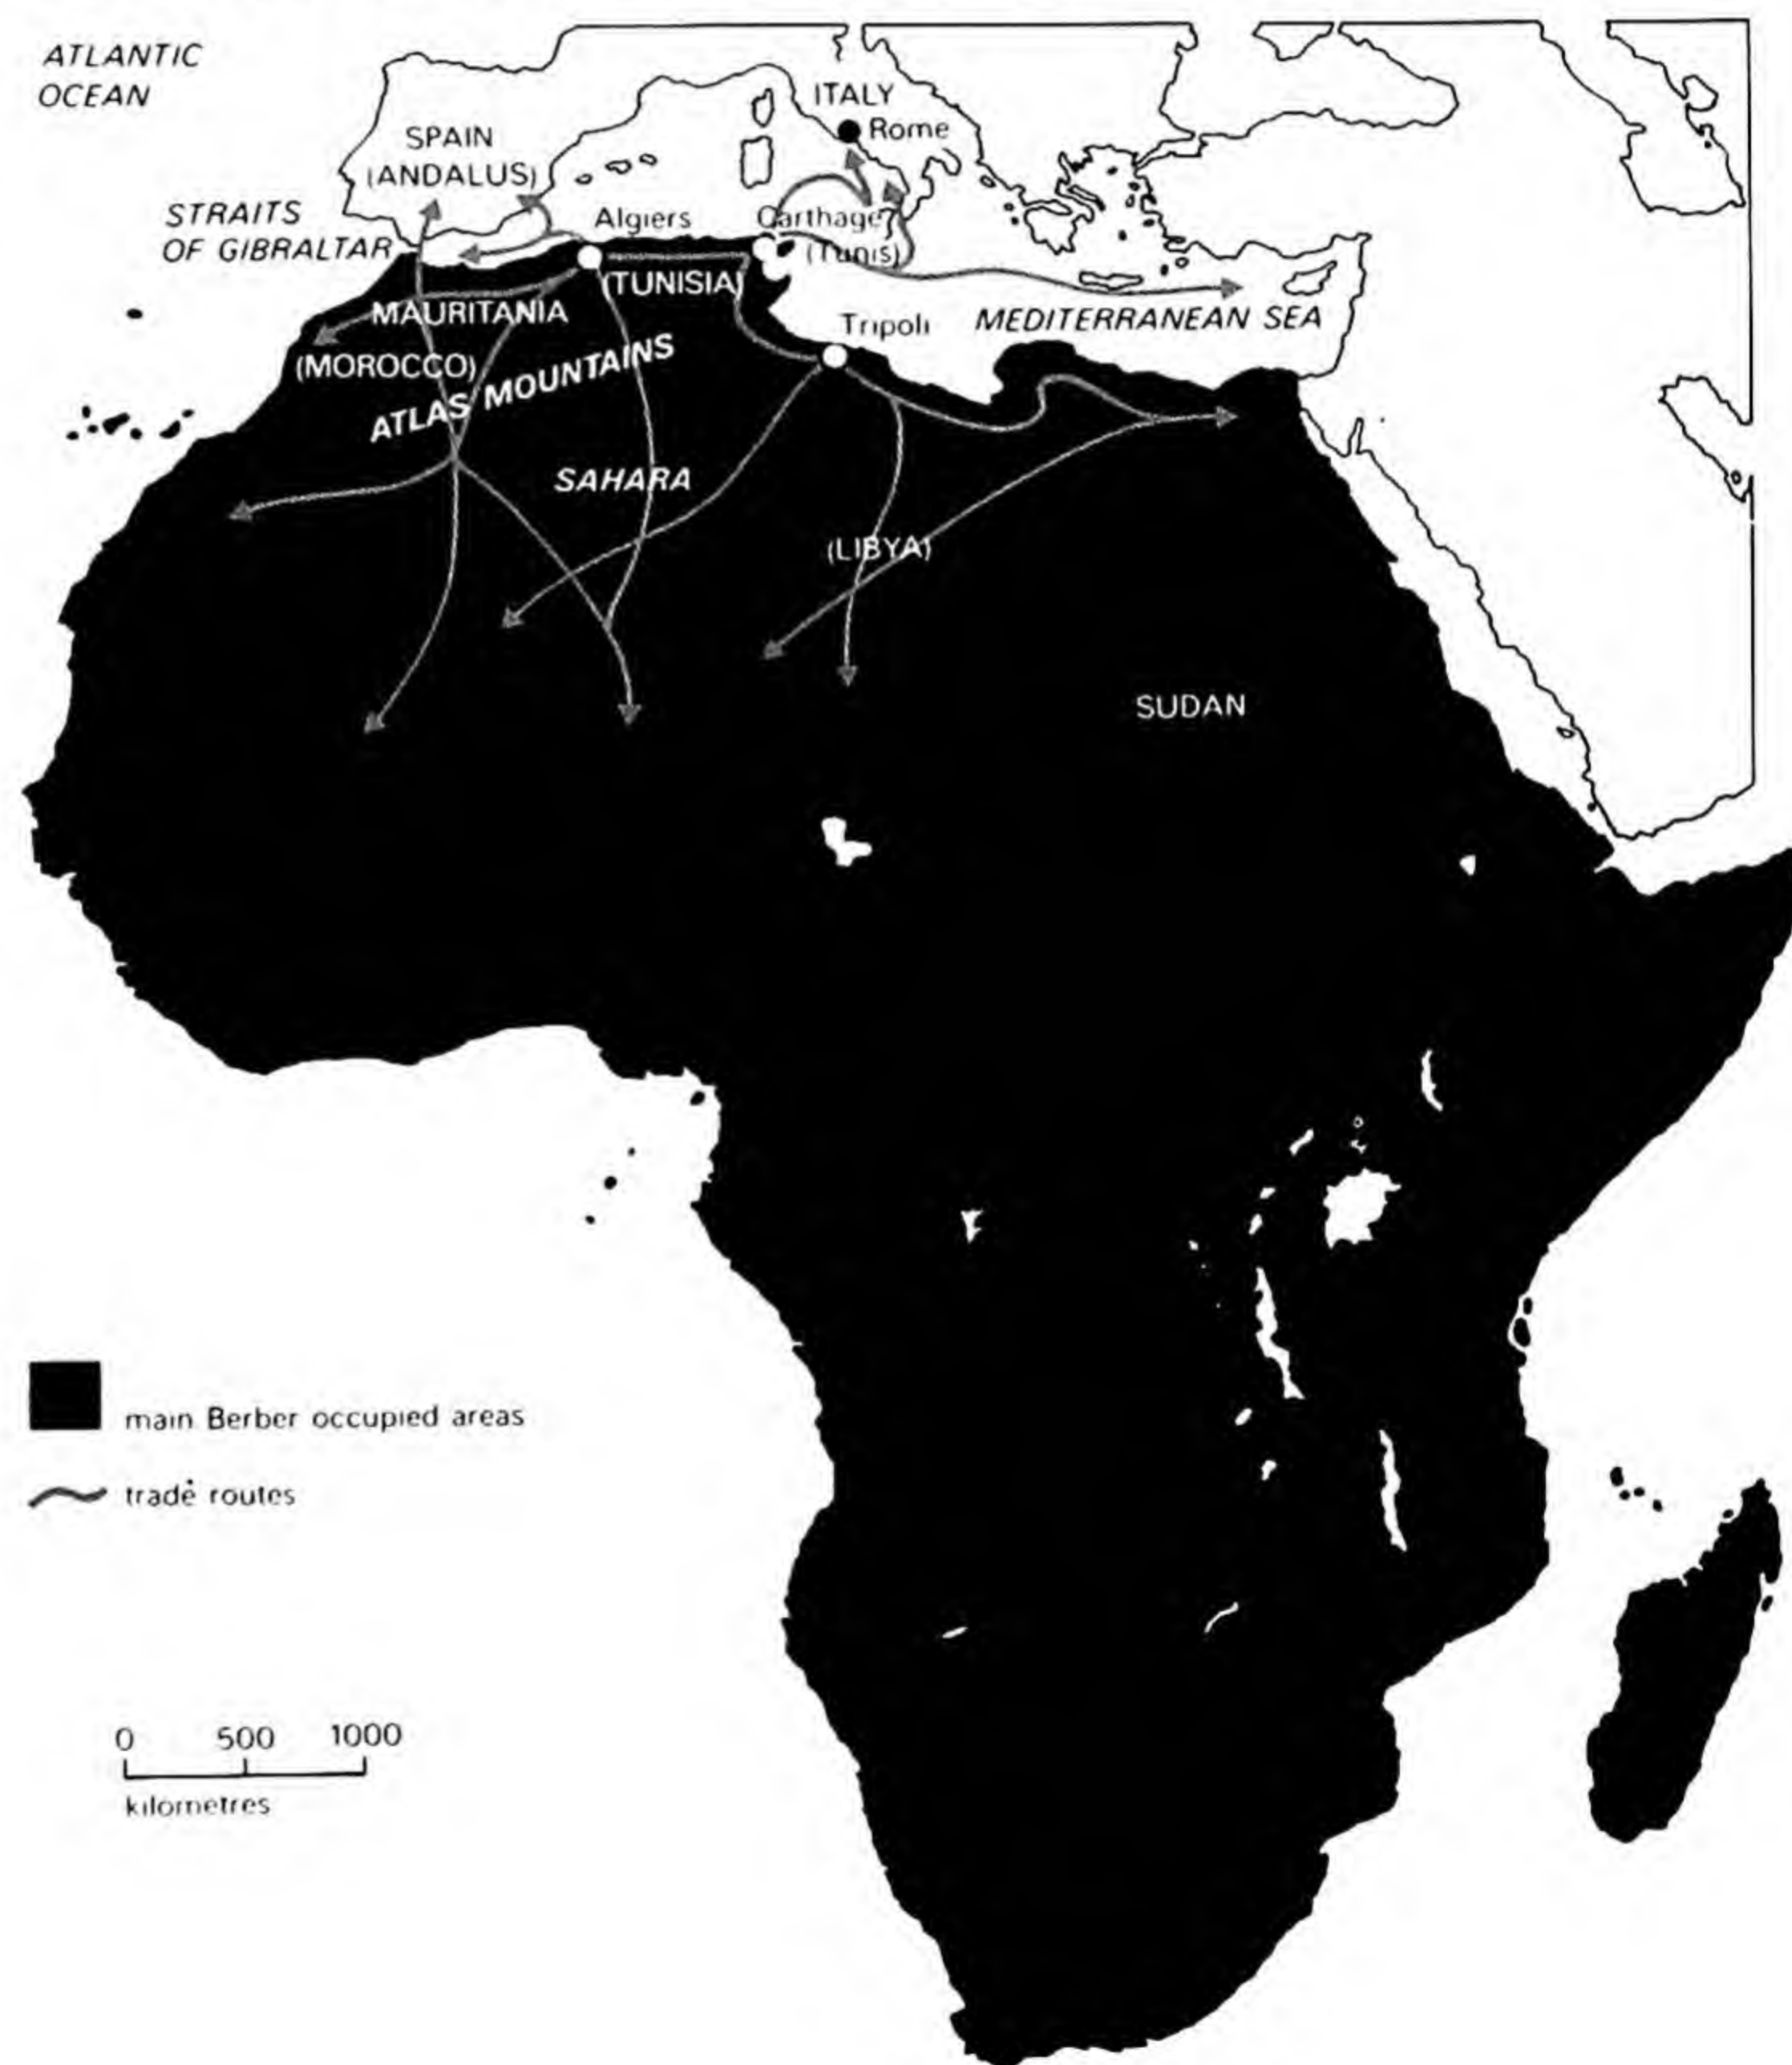 ATLANTIC
OCEAN
ITALY
Rome
SPAIN
(ANDALUS)
STRAITS
OF GIBRALTAR
Algiers
Carthage
(Tunis)
(TUNISIA)
MAURITANIA
Tripoli
MEDITERRANEAN SEA
(MOROCCO)
ATLAS MOUNTAINS
SAHARA
(LIBYA)
SUDAN
main Berber occupied areas
trade routes
0 500 1000
kilometres